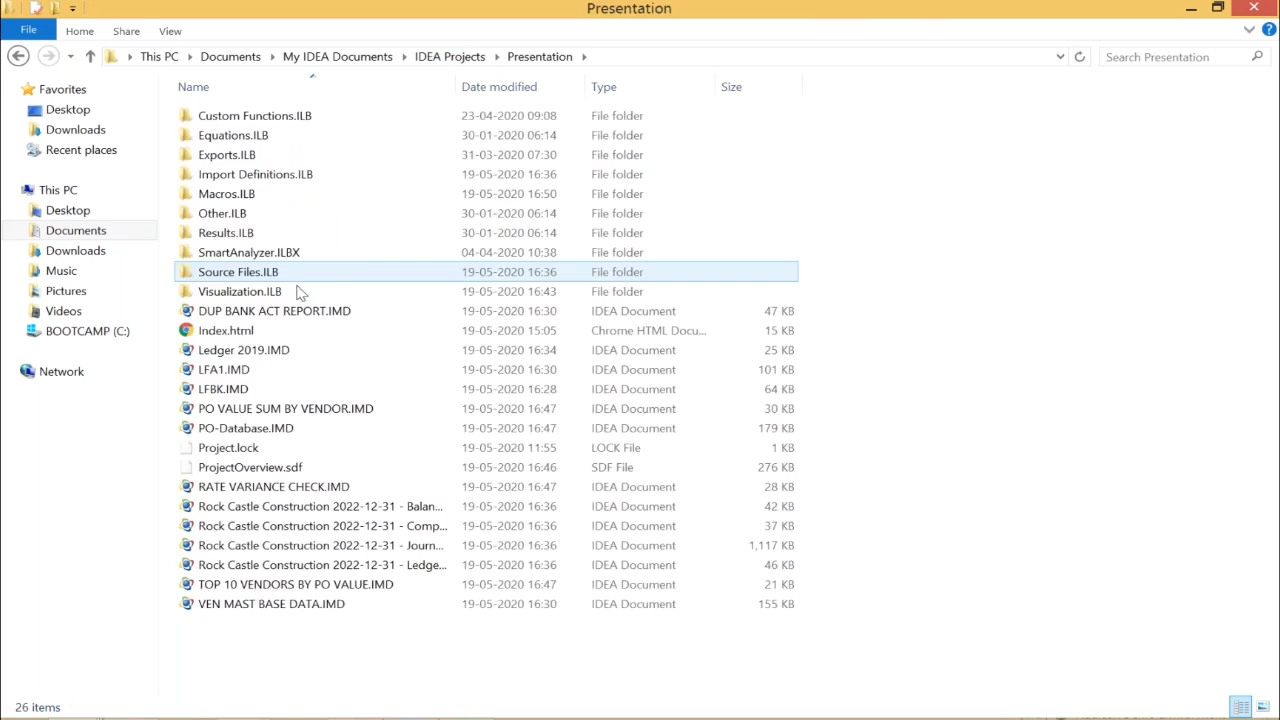 Presentation
File Home Share View
This PC Documents My IDEA Documents IDEA Projects Presentation
Search Presentation
Favorites
Desktop
Downloads
Recent places
This PC
Desktop
Documents
Downloads
Music
Pictures
Videos
BOOTCAMP (C:)
Network
Name Date modified Type Size
Custom Functions.ILB 23-04-2020 09:08 File folder
Equations.ILB 30-01-2020 06:14 File folder
Exports.ILB 31-03-2020 07:30 File folder
Import Definitions.ILB 19-05-2020 16:36 File folder
Macros.ILB 19-05-2020 16:50 File folder
Other.ILB 30-01-2020 06:14 File folder
Results.ILB 30-01-2020 06:14 File folder
SmartAnalyzer.ILBX 04-04-2020 10:38 File folder
Source Files.ILB 19-05-2020 16:36 File folder
Visualization.ILB 19-05-2020 16:43 File folder
DUP BANK ACT REPORT.IMD 19-05-2020 16:30 IDEA Document 47 KB
Index.html 19-05-2020 15:05 Chrome HTML Docu... 15 KB
Ledger 2019.IMD 19-05-2020 16:34 IDEA Document 25 KB
LFA1.IMD 19-05-2020 16:30 IDEA Document 101 KB
LFBK.IMD 19-05-2020 16:28 IDEA Document 64 KB
PO VALUE SUM BY VENDOR.IMD 19-05-2020 16:47 IDEA Document 30 KB
PO-Database.IMD 19-05-2020 16:47 IDEA Document 179 KB
Project.lock 19-05-2020 11:55 LOCK File 1 KB
ProjectOverview.sdf 19-05-2020 16:46 SDF File 276 KB
RATE VARIANCE CHECK.IMD 19-05-2020 16:47 IDEA Document 28 KB
Rock Castle Construction 2022-12-31 - Balan... 19-05-2020 16:36 IDEA Document 42 KB
Rock Castle Construction 2022-12-31 - Comp... 19-05-2020 16:36 IDEA Document 37 KB
Rock Castle Construction 2022-12-31 - Journ... 19-05-2020 16:36 IDEA Document 1,117 KB
Rock Castle Construction 2022-12-31 - Ledge... 19-05-2020 16:36 IDEA Document 46 KB
TOP 10 VENDORS BY PO VALUE.IMD 19-05-2020 16:47 IDEA Document 21 KB
VEN MAST BASE DATA.IMD 19-05-2020 16:30 IDEA Document 155 KB
26 items